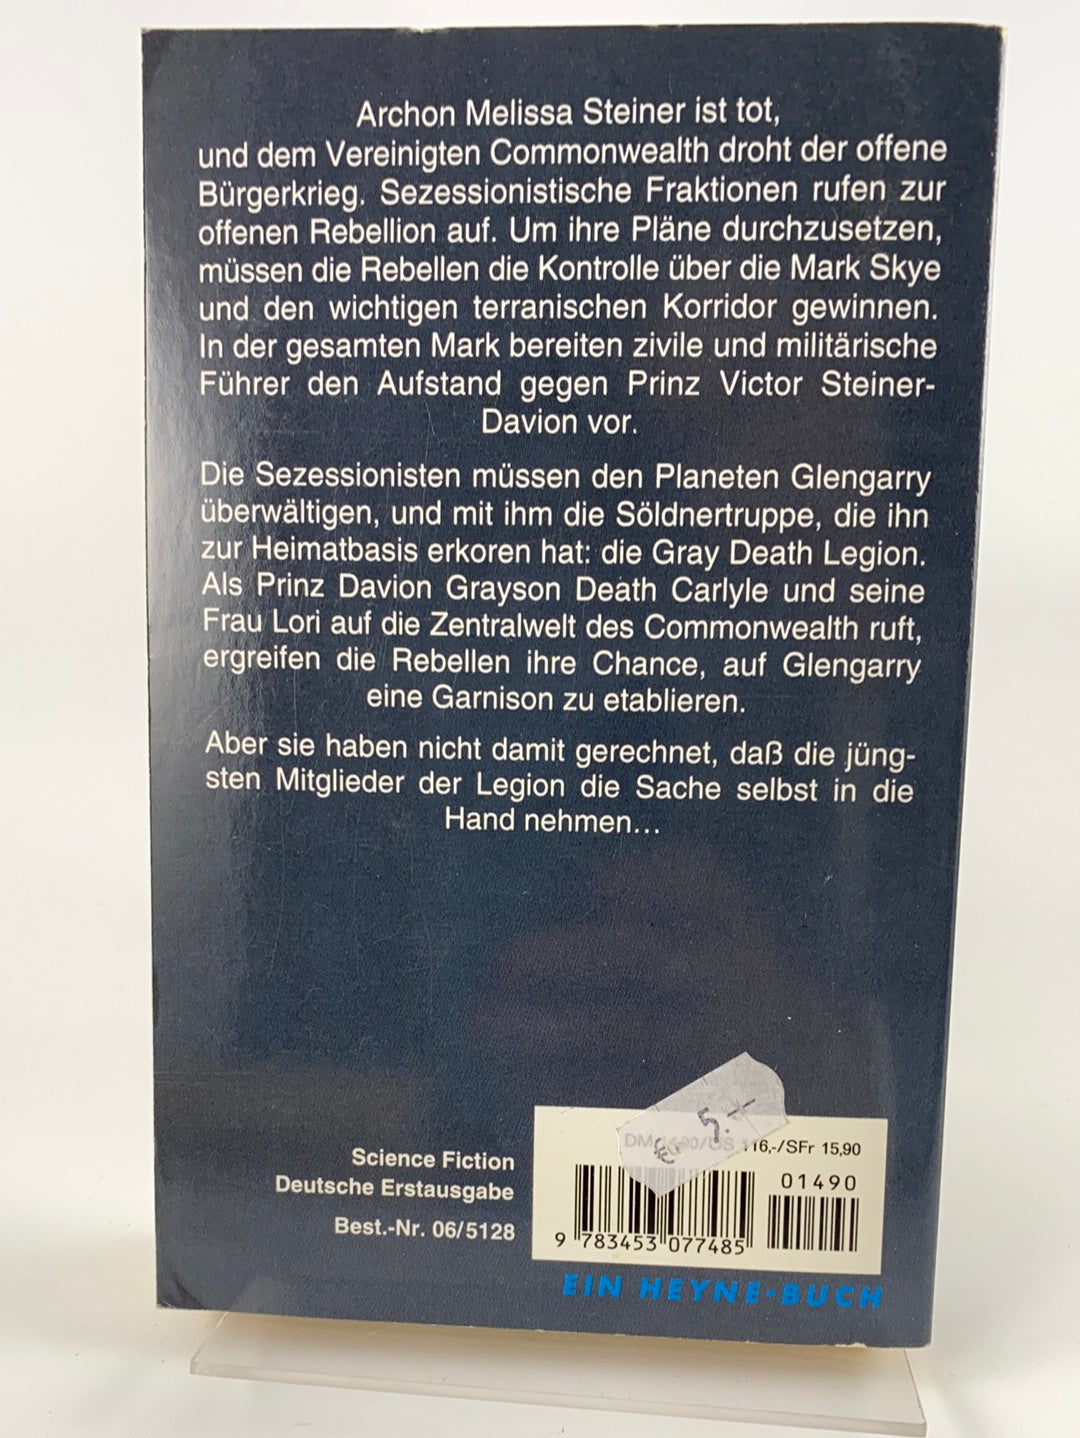 Archon Melissa Steiner ist tot,
und dem Vereinigten Commonwealth droht der offene
Bürgerkrieg. Sezessionistische Fraktionen rufen zur
offenen Rebellion auf. Um ihre Pläne durchzusetzen,
müssen die Rebellen die Kontrolle über die Mark Skye
und den wichtigen terranischen Korridor gewinnen.
In der gesamten Mark bereiten zivile und militärische
Führer den Aufstand gegen Prinz Victor Steiner-
Davion vor.
Die Sezessionisten müssen den Planeten Glengarry
überwältigen, und mit ihm die Söldnertruppe, die ihn
zur Heimatbasis erkoren hat: die Gray Death Legion.
Als Prinz Davion Grayson Death Carlyle und seine
Frau Lori auf die Zentralwelt des Commonwealth ruft,
ergreifen die Rebellen ihre Chance, auf Glengarry
eine Garnison zu etablieren.
Aber sie haben nicht damit gerechnet, daß die jüng-
sten Mitglieder der Legion die Sache selbst in die
Hand nehmen...
€ 5.-
DM /öS 116,-/SFr 15,90
Science Fiction
Deutsche Erstausgabe
Best.-Nr. 06/5128
01490
9 783453 077485
EIN HEYNE-BUCH